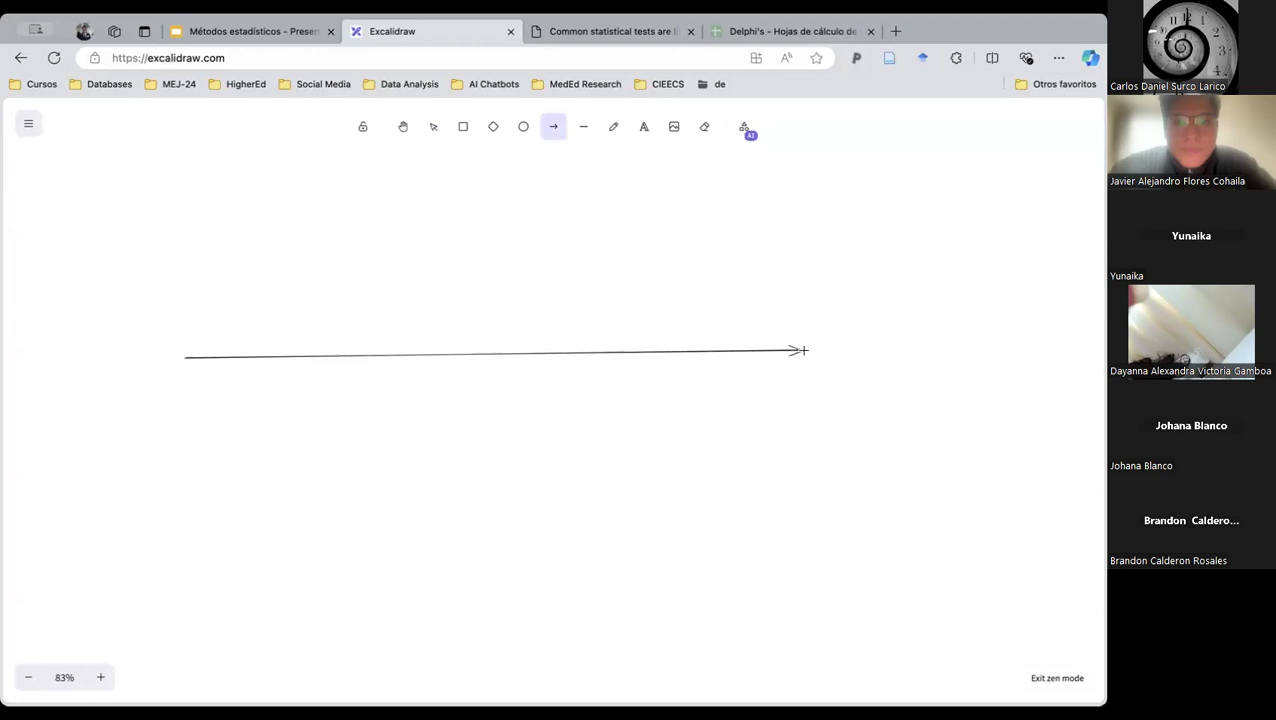 Métodos estadísticos - Presen
Excalidraw
Common statistical tests are li
Delphi's - Hojas de cálculo de
https://excalidraw.com
Cursos
Databases
MEJ-24
HigherEd
Social Media
Data Analysis
AI Chatbots
MedEd Research
CIEECS
de
Otros favoritos
AI
83%
Exit zen mode
Carlos Daniel Surco Larico
Javier Alejandro Flores Cohaila
Yunaika
Yunaika
Dayanna Alexandra Victoria Gamboa
Johana Blanco
Johana Blanco
Brandon Caldero...
Brandon Calderon Rosales